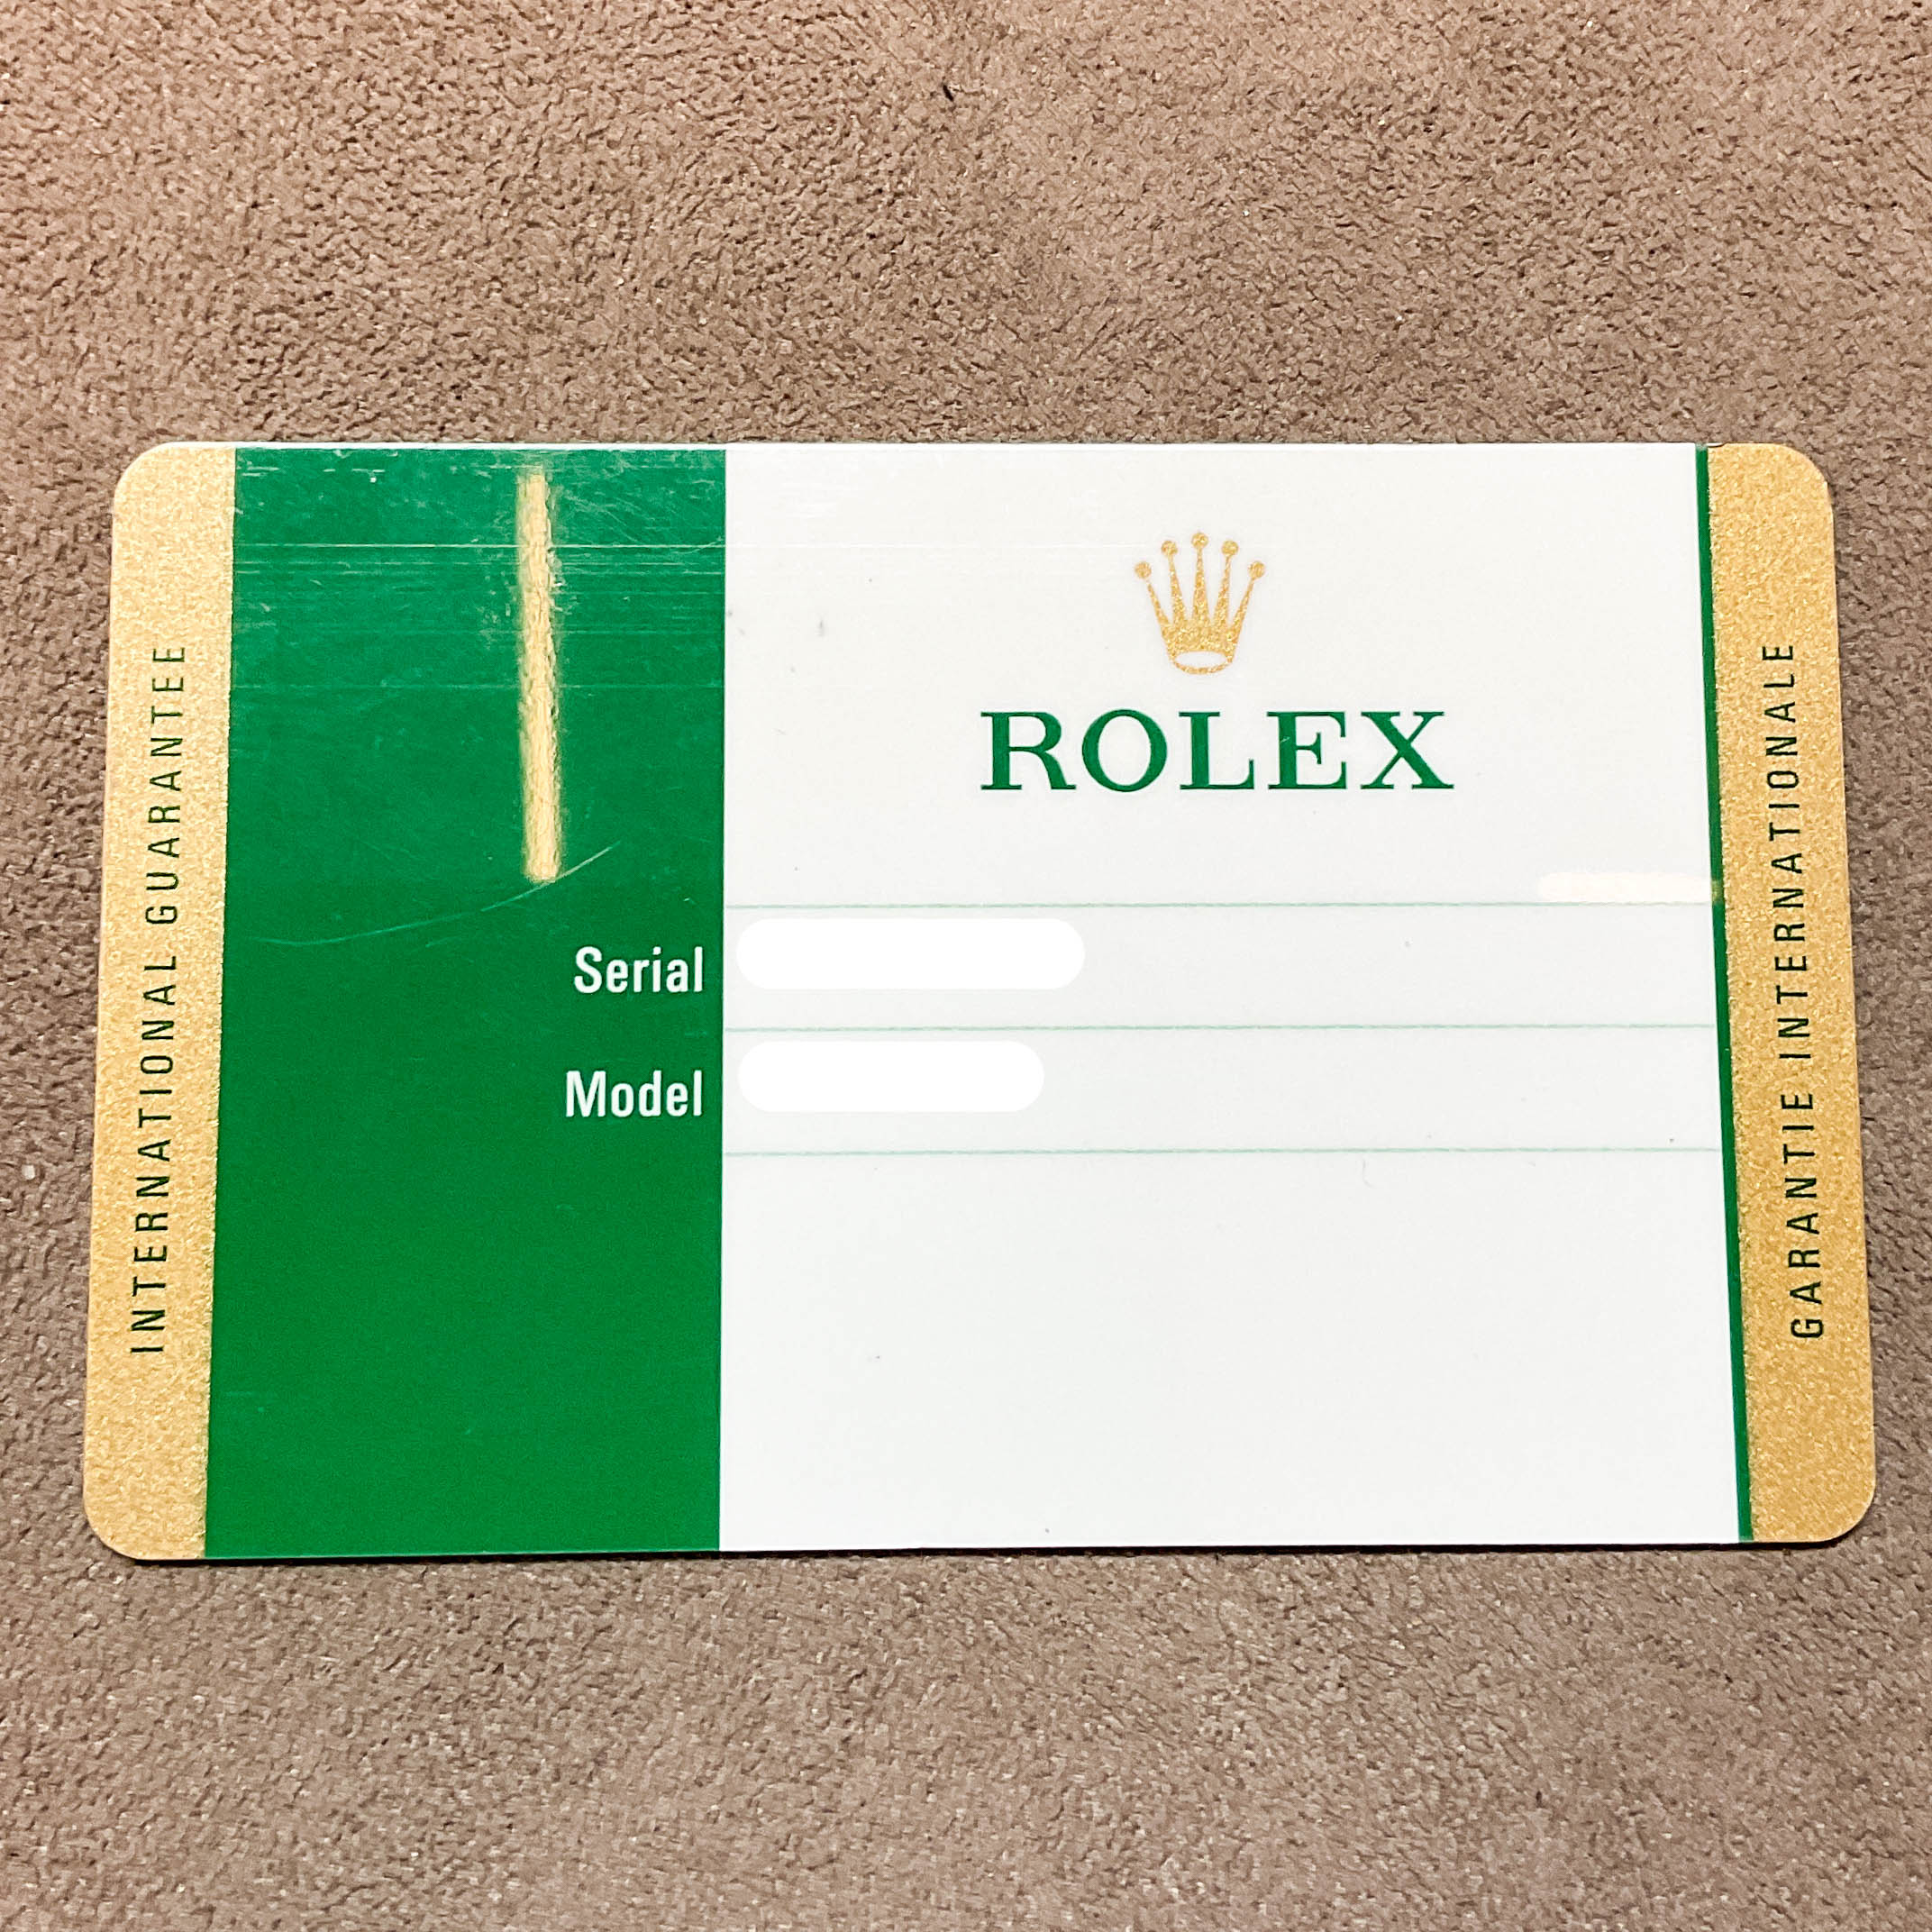 INTERNATIONAL GUARANTEE
ROLEX
Serial
Model
GARANTIE INTERNATIONALE